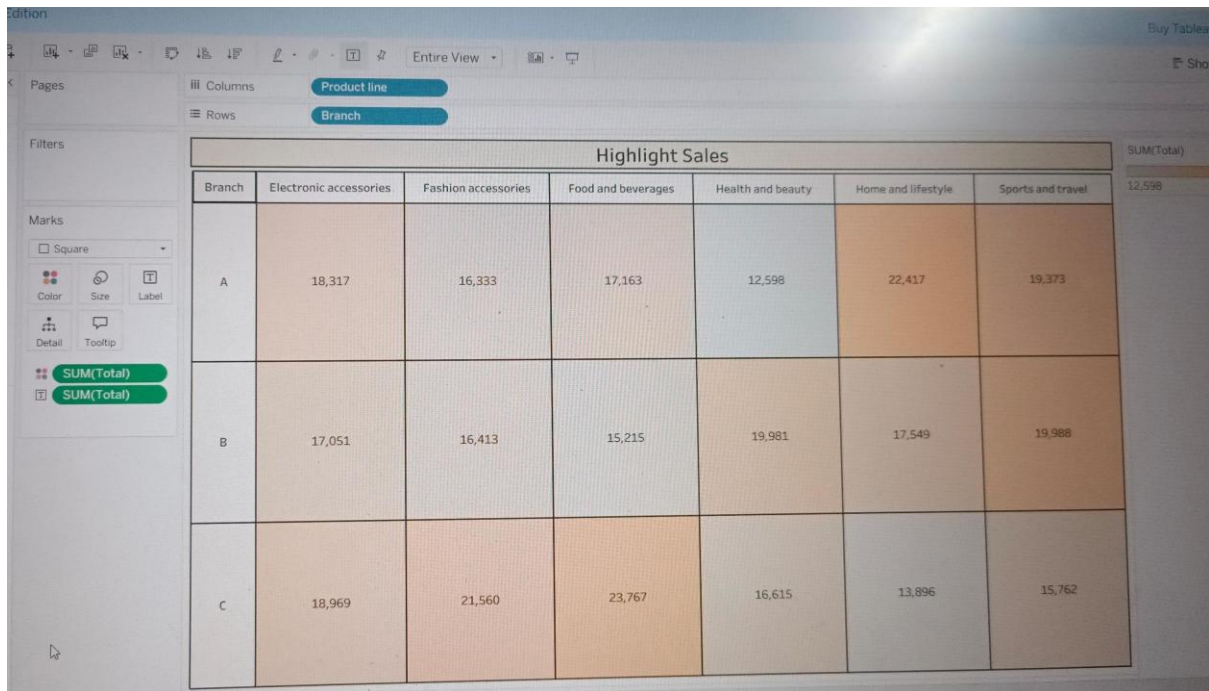 Edition
Buy Tablea
Entire View
Sho
Pages
Columns
Product line
Rows
Branch
Filters
Highlight Sales
SUM(Total)
12,598
Branch Electronic accessories Fashion accessories Food and beverages Health and beauty Home and lifestyle Sports and travel
Marks
Square
Color Size Label
Detail Tooltip
SUM(Total)
SUM(Total)
A 18,317 16,333 17,163 12,598 22,417 19,373
B 17,051 16,413 15,215 19,981 17,549 19,988
C 18,969 21,560 23,767 16,615 13,896 15,762